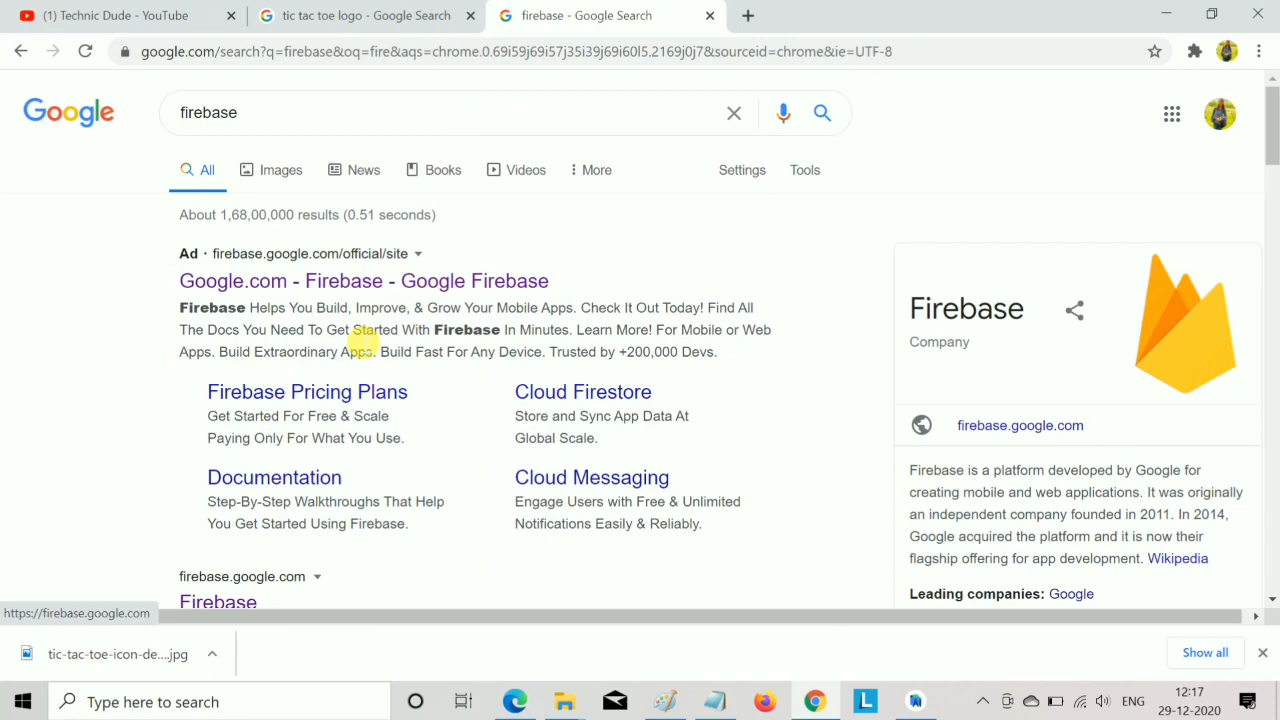 (1) Technic Dude - YouTube
tic tac toe logo - Google Search
firebase - Google Search
google.com/search?q=firebase&oq=fire&aqs=chrome.0.69i59j69i57j35i39j69i60l5.2169j0j7&sourceid=chrome&ie=UTF-8
Google
firebase
All
Images
News
Books
Videos
More
Settings
Tools
About 1,68,00,000 results (0.51 seconds)
Ad · firebase.google.com/official/site
Google.com - Firebase - Google Firebase
Firebase Helps You Build, Improve, & Grow Your Mobile Apps. Check It Out Today! Find All
The Docs You Need To Get Started With Firebase In Minutes. Learn More! For Mobile or Web
Apps. Build Extraordinary Apps. Build Fast For Any Device. Trusted by +200,000 Devs.
Firebase Pricing Plans
Get Started For Free & Scale
Paying Only For What You Use.
Cloud Firestore
Store and Sync App Data At
Global Scale.
Documentation
Step-By-Step Walkthroughs That Help
You Get Started Using Firebase.
Cloud Messaging
Engage Users with Free & Unlimited
Notifications Easily & Reliably.
firebase.google.com
Firebase
Firebase
Company
firebase.google.com
Firebase is a platform developed by Google for
creating mobile and web applications. It was originally
an independent company founded in 2011. In 2014,
Google acquired the platform and it is now their
flagship offering for app development. Wikipedia
Leading companies: Google
https://firebase.google.com
tic-tac-toe-icon-de....jpg
Show all
Type here to search
L
ENG
12:17
29-12-2020